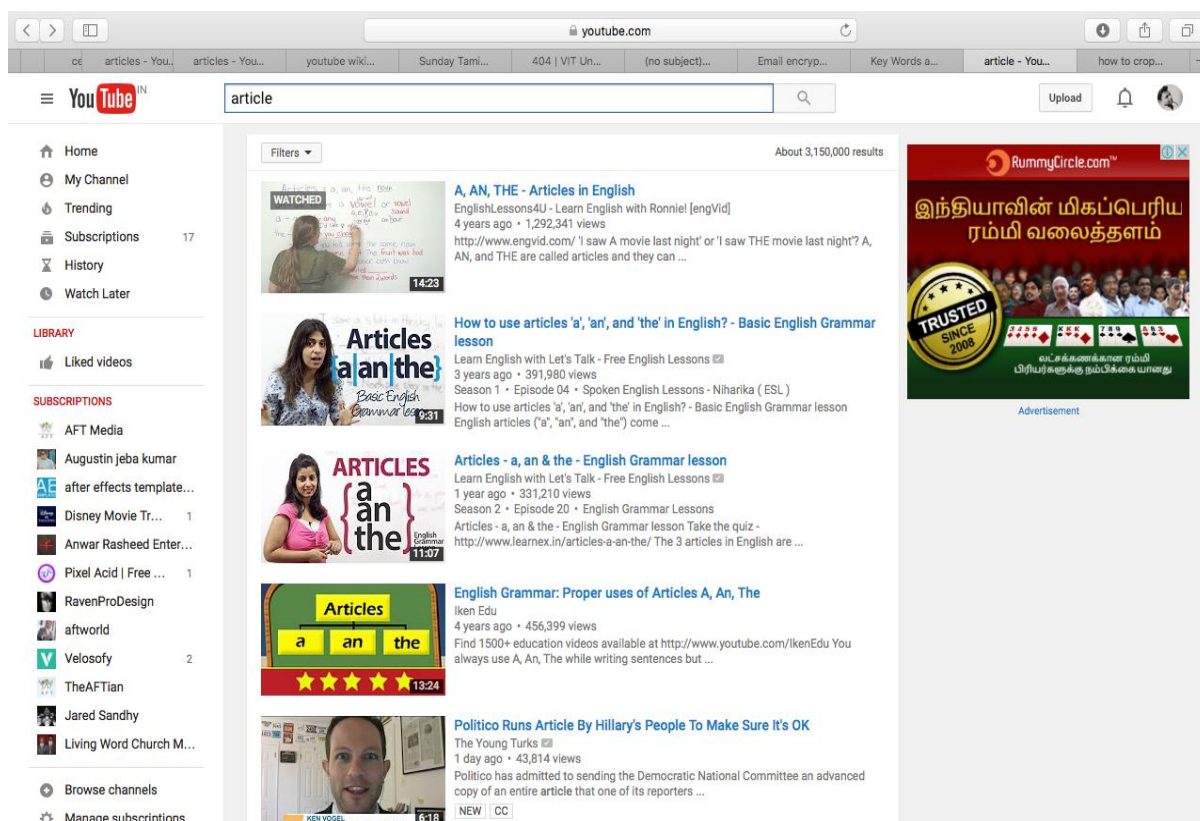 youtube.com
ce
articles - You...
articles - You...
youtube wiki...
Sunday Tami...
404 | VIT Un...
(no subject)...
Email encryp...
Key Words a...
article - You...
how to crop...
YouTube IN
article
Upload
Home
My Channel
Trending
Subscriptions 17
History
Watch Later
LIBRARY
Liked videos
SUBSCRIPTIONS
AFT Media
Augustin jeba kumar
after effects template...
Disney Movie Tr... 1
Anwar Rasheed Enter...
Pixel Acid | Free ... 1
RavenProDesign
aftworld
Velosofy 2
TheAFTian
Jared Sandhy
Living Word Church M...
Browse channels
Manage subscriptions
Filters
About 3,150,000 results
WATCHED
14:23
A, AN, THE - Articles in English
EnglishLessons4U - Learn English with Ronnie! [engVid]
4 years ago • 1,292,341 views
http://www.engvid.com/ 'I saw A movie last night' or 'I saw THE movie last night'? A,
AN, and THE are called articles and they can ...
Articles
{a|an|the}
Basic English
Grammar lesson
9:31
How to use articles 'a', 'an', and 'the' in English? - Basic English Grammar
lesson
Learn English with Let's Talk - Free English Lessons
3 years ago • 391,980 views
Season 1 • Episode 04 • Spoken English Lessons - Niharika ( ESL )
How to use articles 'a', 'an', and 'the' in English? - Basic English Grammar lesson
English articles ("a", "an", and "the") come ...
ARTICLES
{a
an
the
English
Grammar
11:07
Articles - a, an & the - English Grammar lesson
Learn English with Let's Talk - Free English Lessons
1 year ago • 331,210 views
Season 2 • Episode 20 • English Grammar Lessons
Articles - a, an & the - English Grammar lesson Take the quiz -
http://www.learnex.in/articles-a-an-the/ The 3 articles in English are ...
Articles
a an the
13:24
English Grammar: Proper uses of Articles A, An, The
Iken Edu
4 years ago • 456,399 views
Find 1500+ education videos available at http://www.youtube.com/IkenEdu You
always use A, An, The while writing sentences but ...
KEN VOGEL
6:18
Politico Runs Article By Hillary's People To Make Sure It's OK
The Young Turks
1 day ago • 43,814 views
Politico has admitted to sending the Democratic National Committee an advanced
copy of an entire article that one of its reporters ...
NEW CC
RummyCircle.com™
இந்தியாவின் மிகப்பெரிய
ரம்மி வலைத்தளம்
TRUSTED
SINCE
2008
லட்சக்கணக்கான ரம்மி
பிரியர்களுக்கு நம்பிக்கையானது
Advertisement